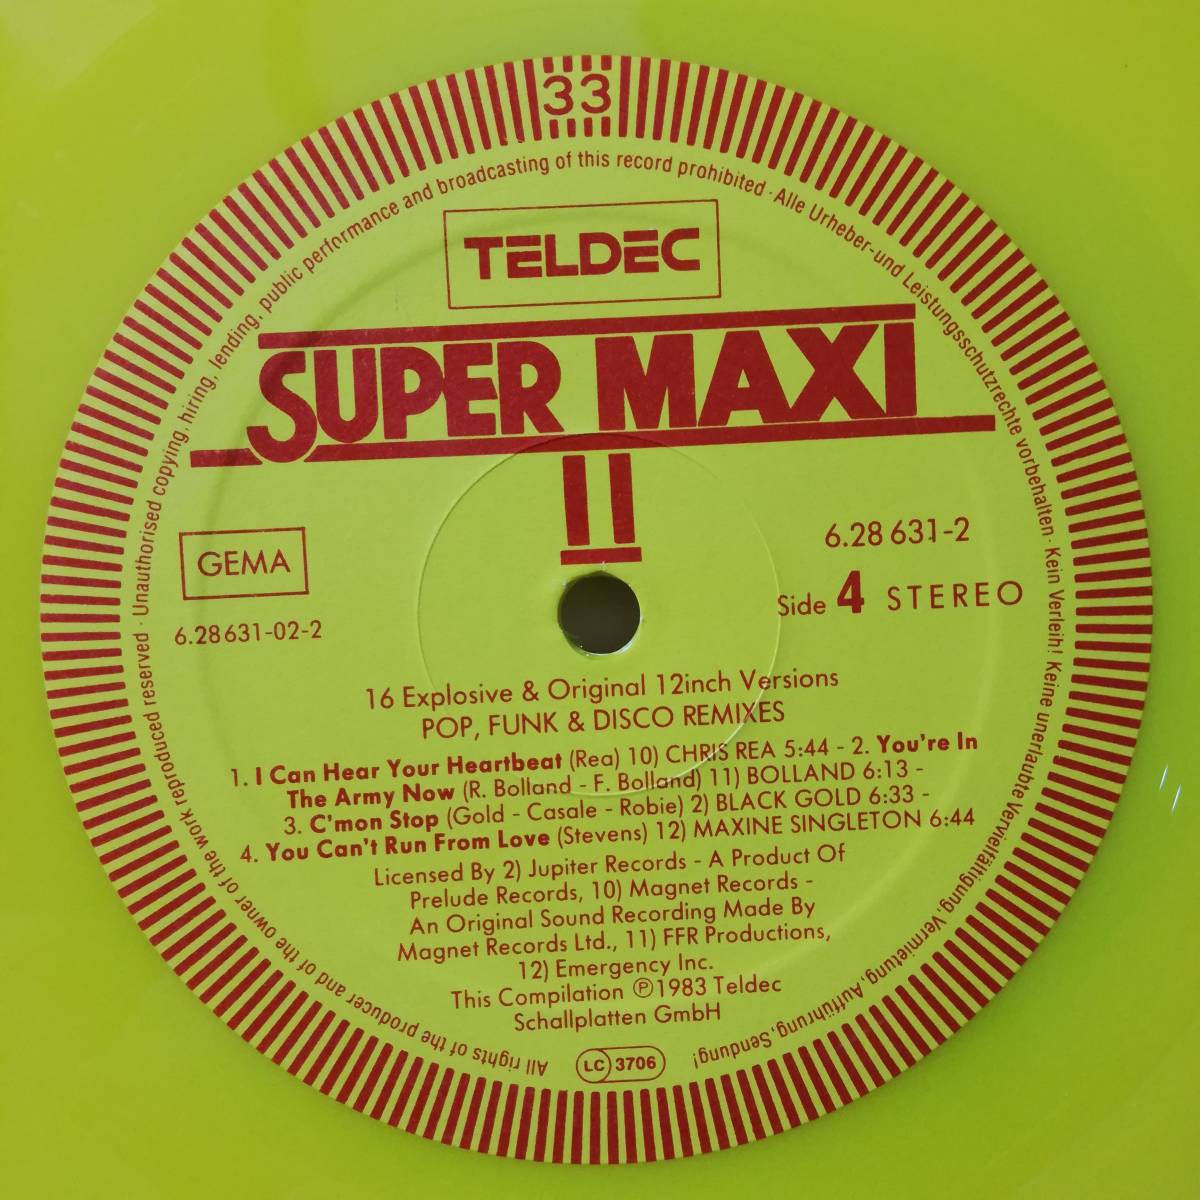 33
Unauthorised copying, hiring, lending, public performance and broadcasting of this record prohibited · Alle Urheber- und Leistungsschutzrechte vorbehalten · Kein Verleih! Keine unerlaubte Vervielfältigung, Vermietung, Aufführung, Sendung!
All rights of the producer and of the owner of the work reproduced reserved ·
TELDEC
SUPER MAXI
II
GEMA
6.28631-02-2
6.28 631-2
Side 4 STEREO
16 Explosive & Original 12inch Versions
POP, FUNK & DISCO REMIXES
1. I Can Hear Your Heartbeat (Rea) 10) CHRIS REA 5:44 - 2. You're In
The Army Now (R. Bolland - F. Bolland) 11) BOLLAND 6:13 -
3. C'mon Stop (Gold - Casale - Robie) 2) BLACK GOLD 6:33 -
4. You Can't Run From Love (Stevens) 12) MAXINE SINGLETON 6:44
Licensed By 2) Jupiter Records - A Product Of
Prelude Records, 10) Magnet Records -
An Original Sound Recording Made By
Magnet Records Ltd., 11) FFR Productions,
12) Emergency Inc.
This Compilation ℗1983 Teldec
Schallplatten GmbH
LC 3706